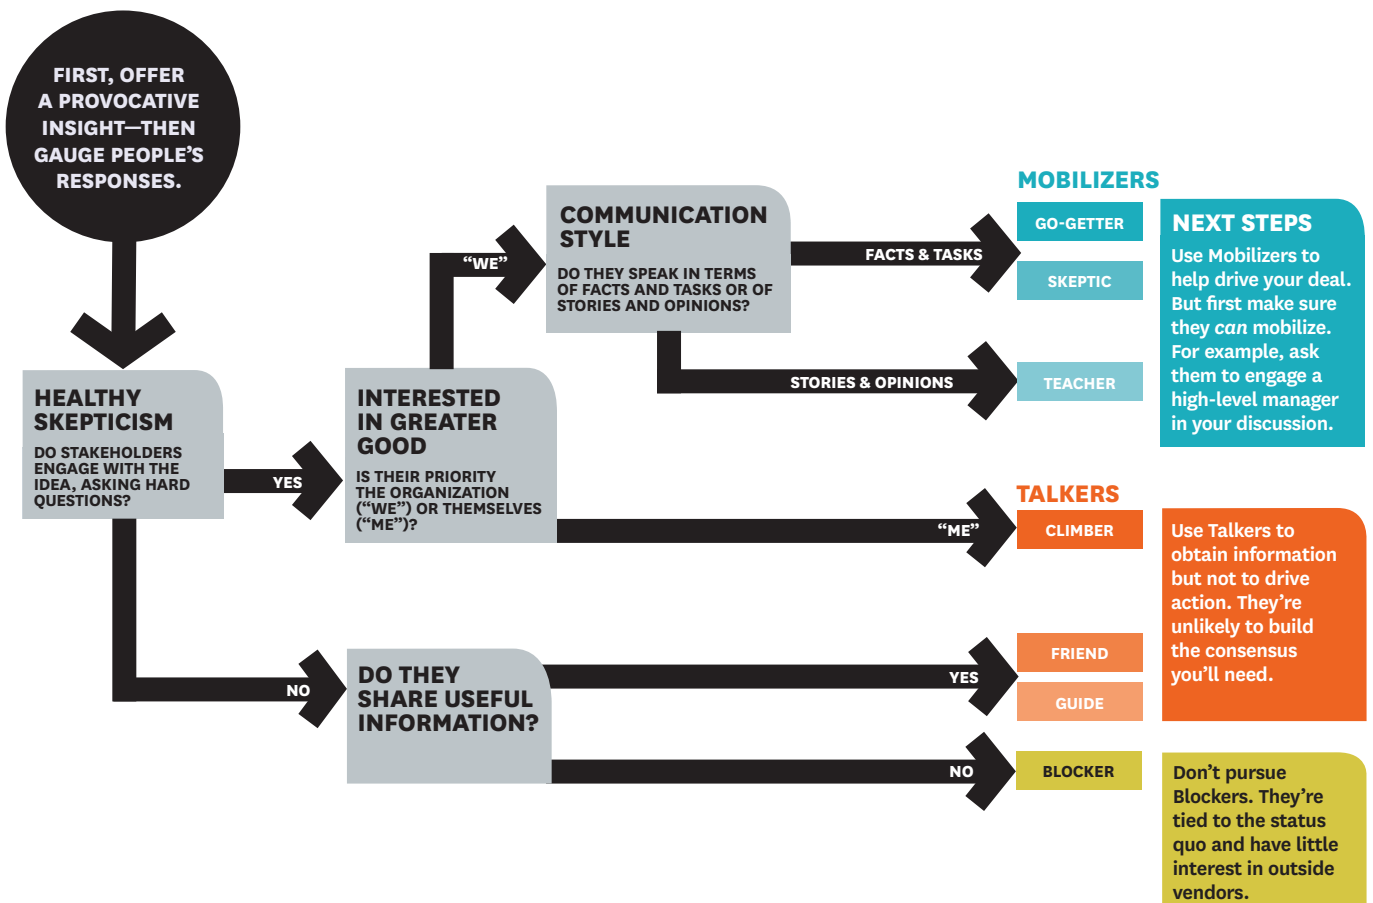 FIRST, OFFER
A PROVOCATIVE
INSIGHT—THEN
GAUGE PEOPLE’S
RESPONSES.
HEALTHY
SKEPTICISM
DO STAKEHOLDERS
ENGAGE WITH THE
IDEA, ASKING HARD
QUESTIONS?
YES
NO
INTERESTED
IN GREATER
GOOD
IS THEIR PRIORITY
THE ORGANIZATION
(“WE”) OR THEMSELVES
(“ME”)?
“WE”
“ME”
COMMUNICATION
STYLE
DO THEY SPEAK IN TERMS
OF FACTS AND TASKS OR OF
STORIES AND OPINIONS?
FACTS & TASKS
STORIES & OPINIONS
DO THEY
SHARE USEFUL
INFORMATION?
YES
NO
MOBILIZERS
GO-GETTER
SKEPTIC
TEACHER
NEXT STEPS
Use Mobilizers to
help drive your deal.
But first make sure
they can mobilize.
For example, ask
them to engage a
high-level manager
in your discussion.
TALKERS
CLIMBER
FRIEND
GUIDE
Use Talkers to
obtain information
but not to drive
action. They’re
unlikely to build
the consensus
you’ll need.
BLOCKER
Don’t pursue
Blockers. They’re
tied to the status
quo and have little
interest in outside
vendors.